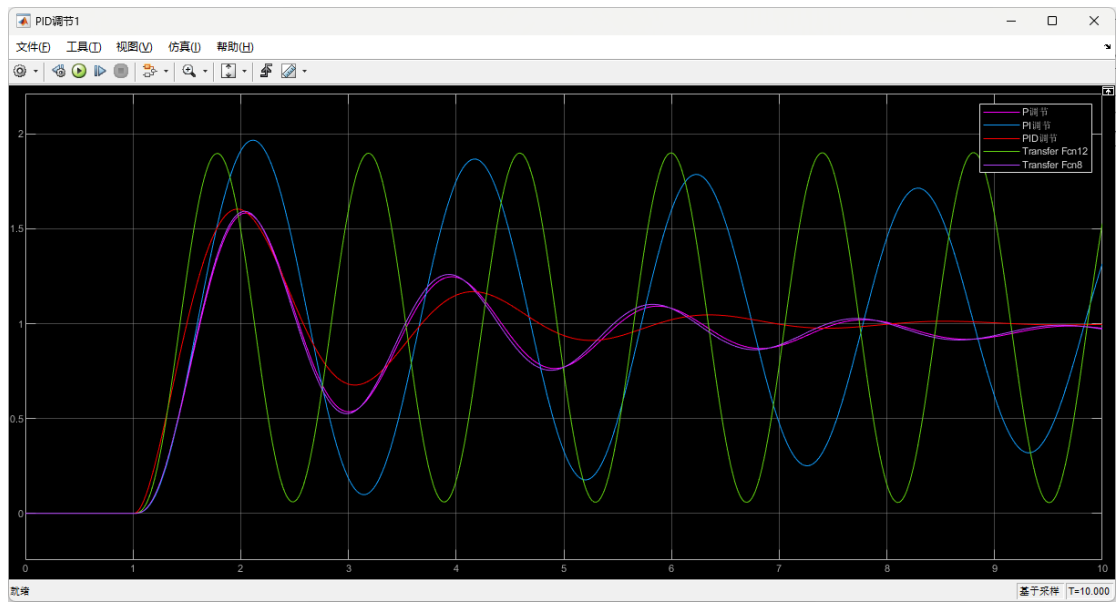 PID调节1
文件(F) 工具(T) 视图(V) 仿真(I) 帮助(H)
P调节
PI调节
PID调节
Transfer Fcn12
Transfer Fcn8
2
1.5
1
0.5
0
0 1 2 3 4 5 6 7 8 9 10
就绪 基于采样 T=10.000